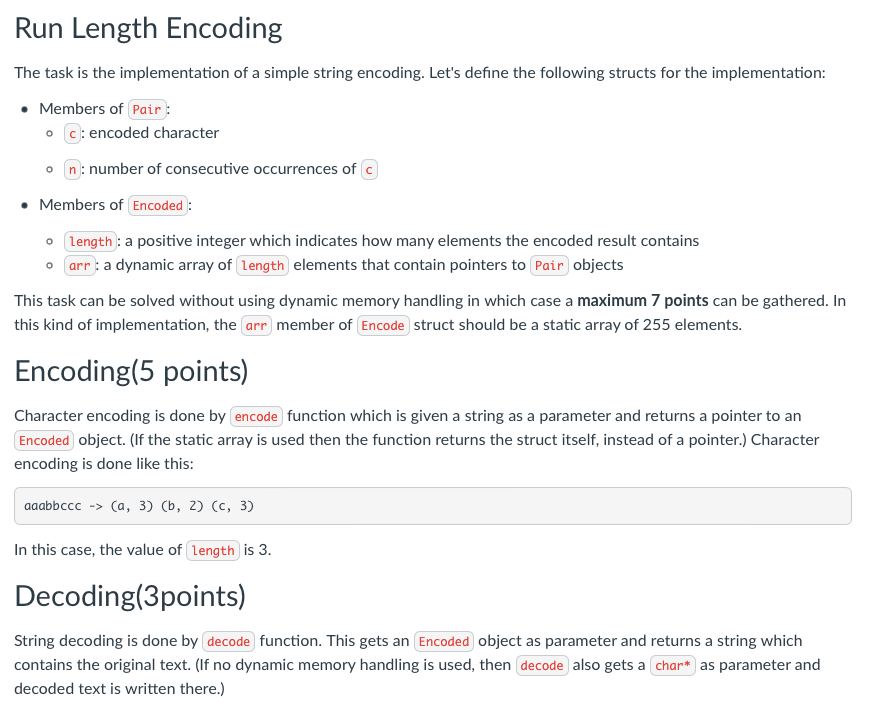 Run Length Encoding
The task is the implementation of a simple string encoding. Let's define the following structs for the implementation:
Members of Pair:
c: encoded character
n: number of consecutive occurrences of c
Members of Encoded:
length: a positive integer which indicates how many elements the encoded result contains
arr: a dynamic array of length elements that contain pointers to Pair objects
This task can be solved without using dynamic memory handling in which case a maximum 7 points can be gathered. In
this kind of implementation, the arr member of Encode struct should be a static array of 255 elements.
Encoding(5 points)
Character encoding is done by encode function which is given a string as a parameter and returns a pointer to an
Encoded object. (If the static array is used then the function returns the struct itself, instead of a pointer.) Character
encoding is done like this:
aaabbccc -> (a, 3) (b, 2) (c, 3)
In this case, the value of length is 3.
Decoding(3points)
String decoding is done by decode function. This gets an Encoded object as parameter and returns a string which
contains the original text. (If no dynamic memory handling is used, then decode also gets a char* as parameter and
decoded text is written there.)